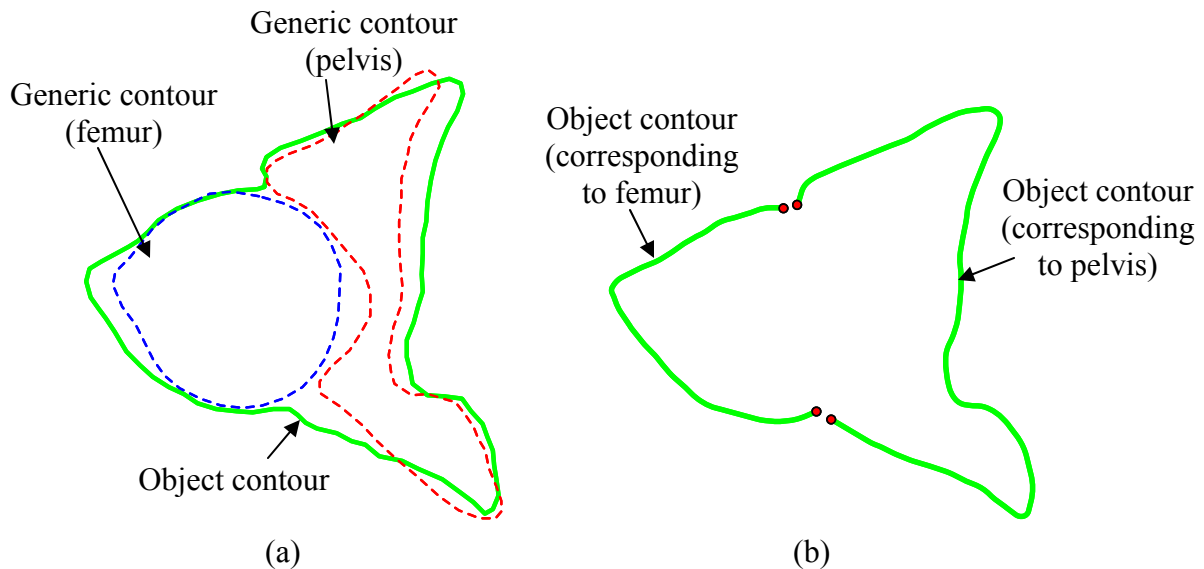 Generic contour
(pelvis)
Generic contour
(femur)
Object contour
(a)
Object contour
(corresponding
to femur)
Object contour
(corresponding
to pelvis)
(b)